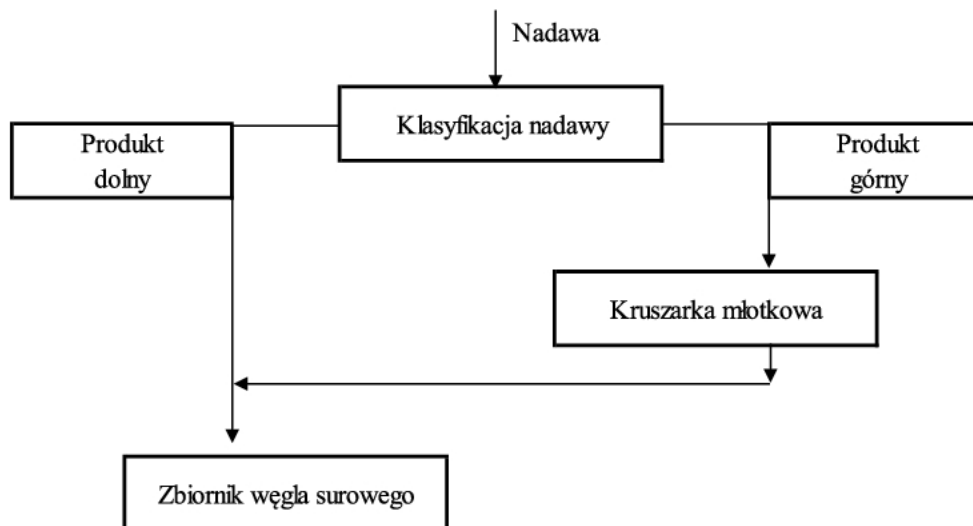 Nadawa
Klasyfikacja nadawy
Produkt
dolny
Produkt
górny
Kruszarka młotkowa
Zbiornik węgla surowego